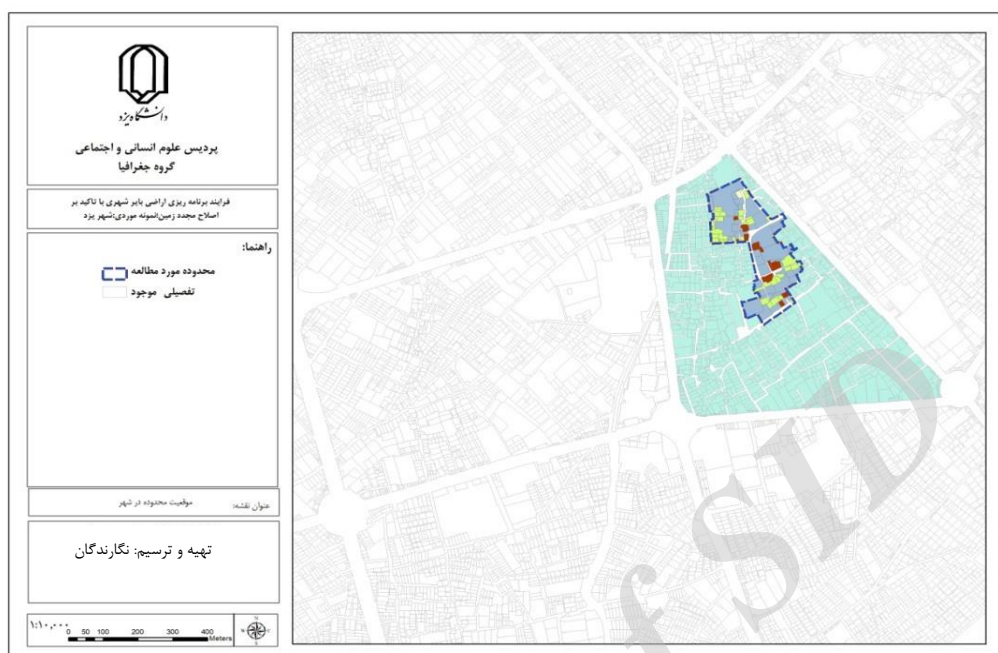 دانشگاه یزد
پردیس علوم انسانی و اجتماعی
گروه جغرافیا
فرایند برنامه ریزی اراضی بایر شهری با تاکید بر
اصلاح مجدد زمین؛نمونه موردی:شهر یزد
راهنما:
محدوده مورد مطالعه
تفصیلی موجود
عنوان نقشه: موقعیت محدوده در شهر
تهیه و ترسیم: نگارندگان
۱:۱۰,۰۰۰
0 50 100 200 300 400
Meters
f SID